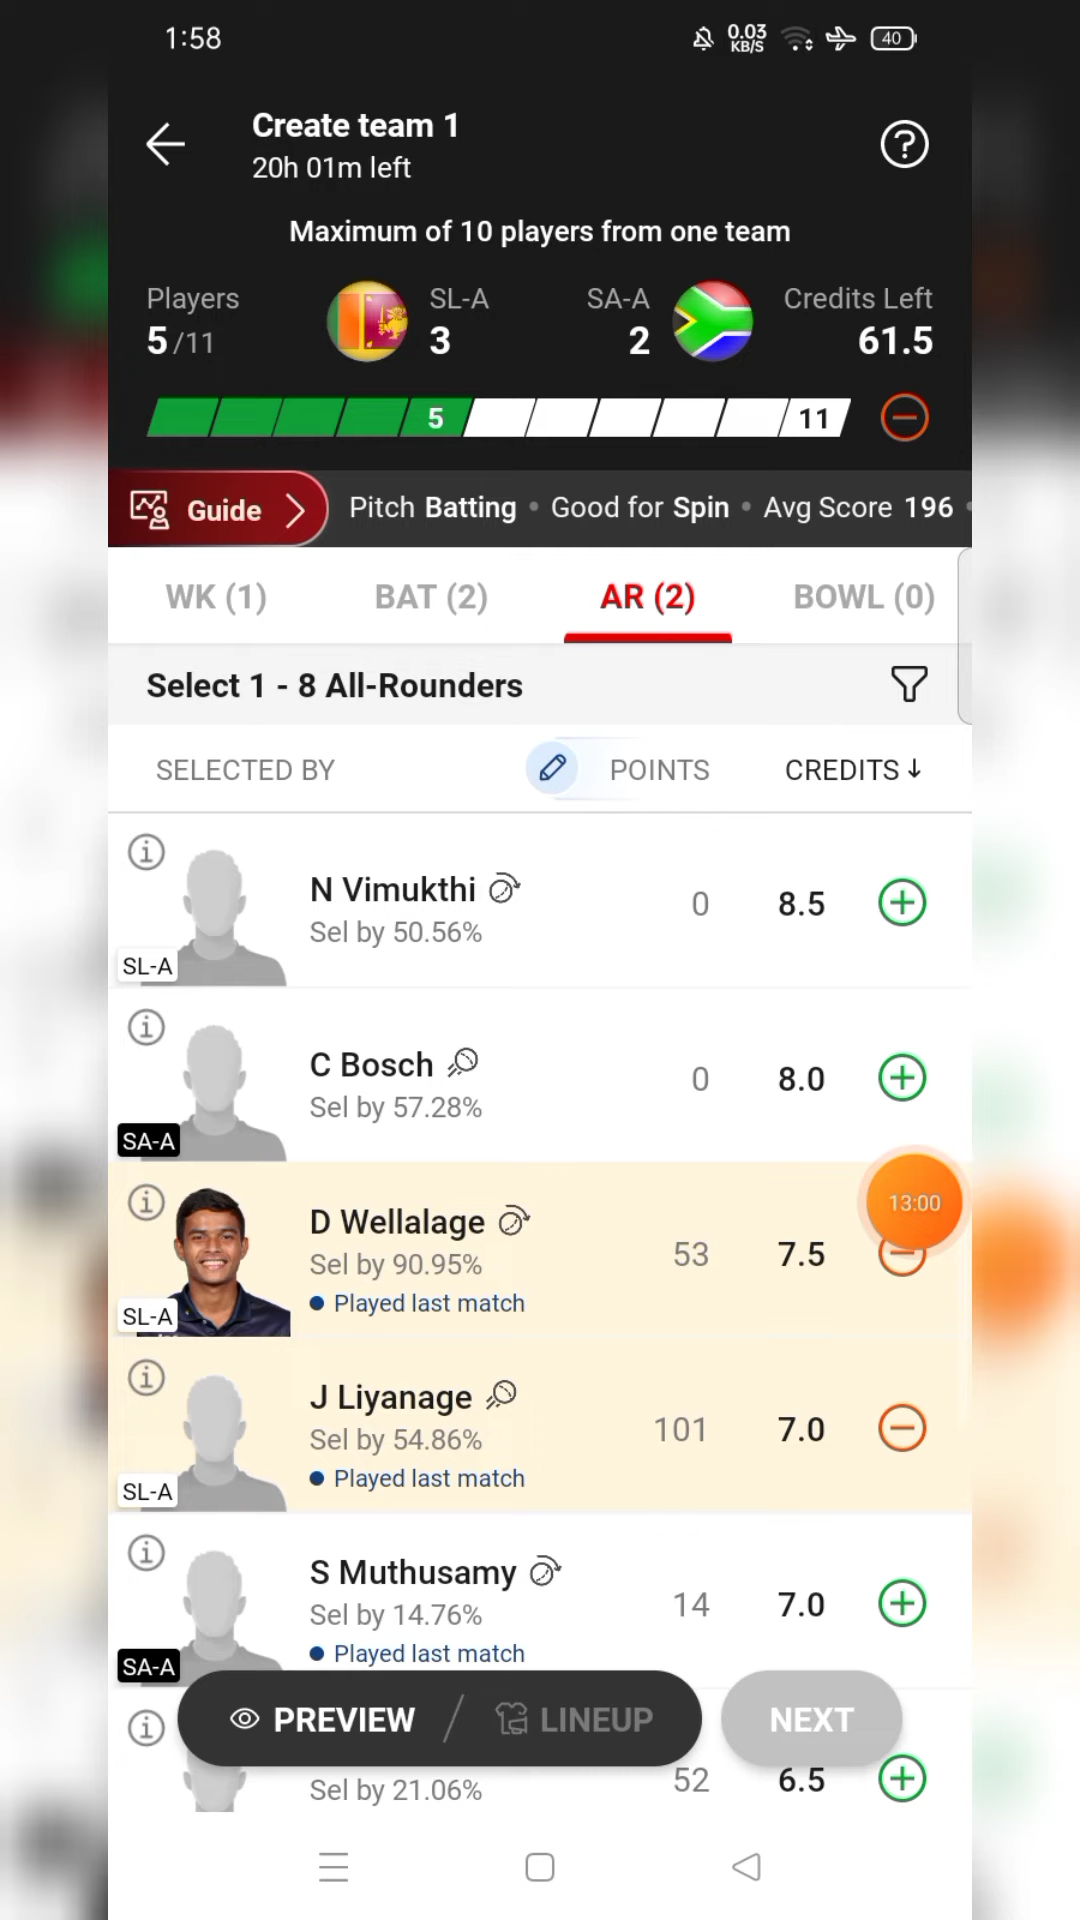 1:58
0.03 KB/S
40
Create team 1
20h 01m left
Maximum of 10 players from one team
Players
5 /11
SL-A
3
SA-A
2
Credits Left
61.5
5
11
Guide
Pitch Batting • Good for Spin • Avg Score 196
WK (1)
BAT (2)
AR (2)
BOWL (0)
Select 1 - 8 All-Rounders
SELECTED BY
POINTS
CREDITS ↓
N Vimukthi
Sel by 50.56%
SL-A
0
8.5
C Bosch
Sel by 57.28%
SA-A
0
8.0
D Wellalage
Sel by 90.95%
Played last match
SL-A
53
7.5
13:00
J Liyanage
Sel by 54.86%
Played last match
SL-A
101
7.0
S Muthusamy
Sel by 14.76%
Played last match
SA-A
14
7.0
PREVIEW / LINEUP
NEXT
Sel by 21.06%
52
6.5